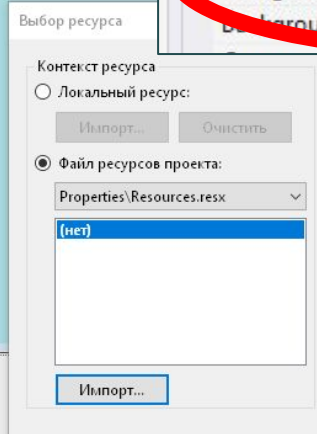 Выбор ресурса
Контекст ресурса
Локальный ресурс:
Импорт... Очистить
Файл ресурсов проекта:
Properties\Resources.resx
(нет)
Импорт...